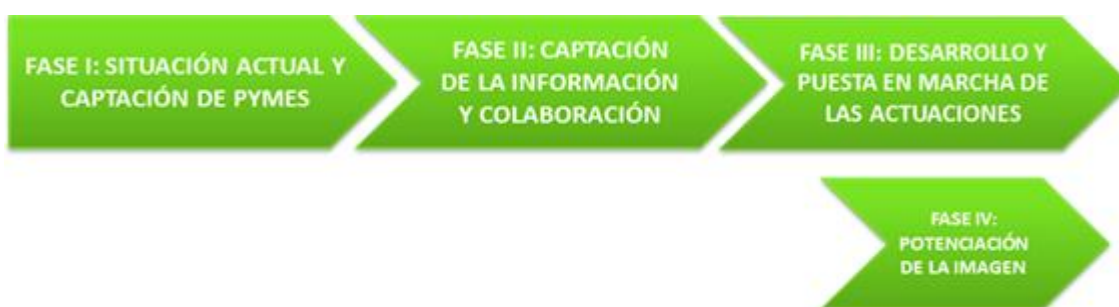 FASE I: SITUACIÓN ACTUAL Y
CAPTACIÓN DE PYMES
FASE II: CAPTACIÓN
DE LA INFORMACIÓN
Y COLABORACIÓN
FASE III: DESARROLLO Y
PUESTA EN MARCHA DE
LAS ACTUACIONES
FASE IV:
POTENCIACIÓN
DE LA IMAGEN